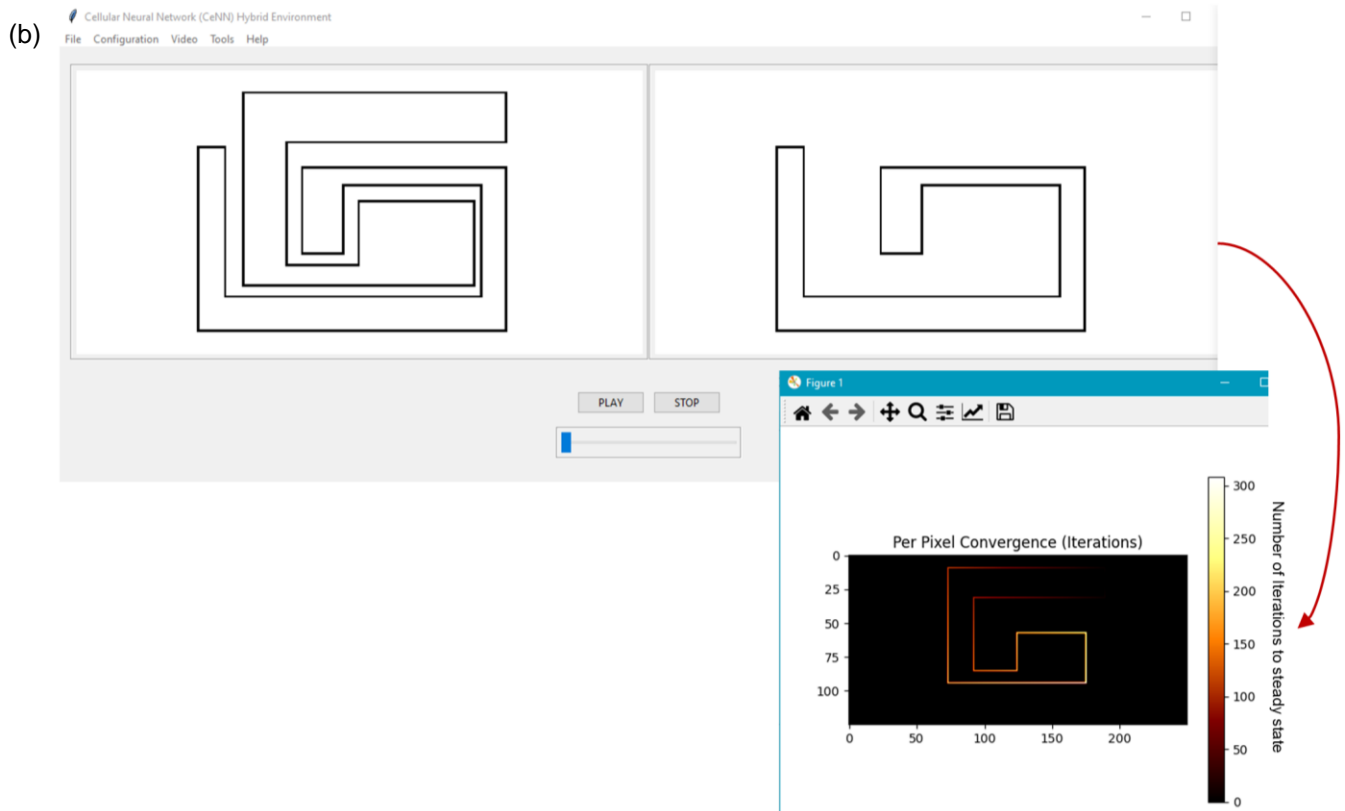 (b)
Cellular Neural Network (CeNN) Hybrid Environment
File Configuration Video Tools Help
PLAY STOP
Figure 1
Per Pixel Convergence (Iterations)
0
25
50
75
100
0 50 100 150 200
300
250
200
150
100
50
0
Number of Iterations to steady state